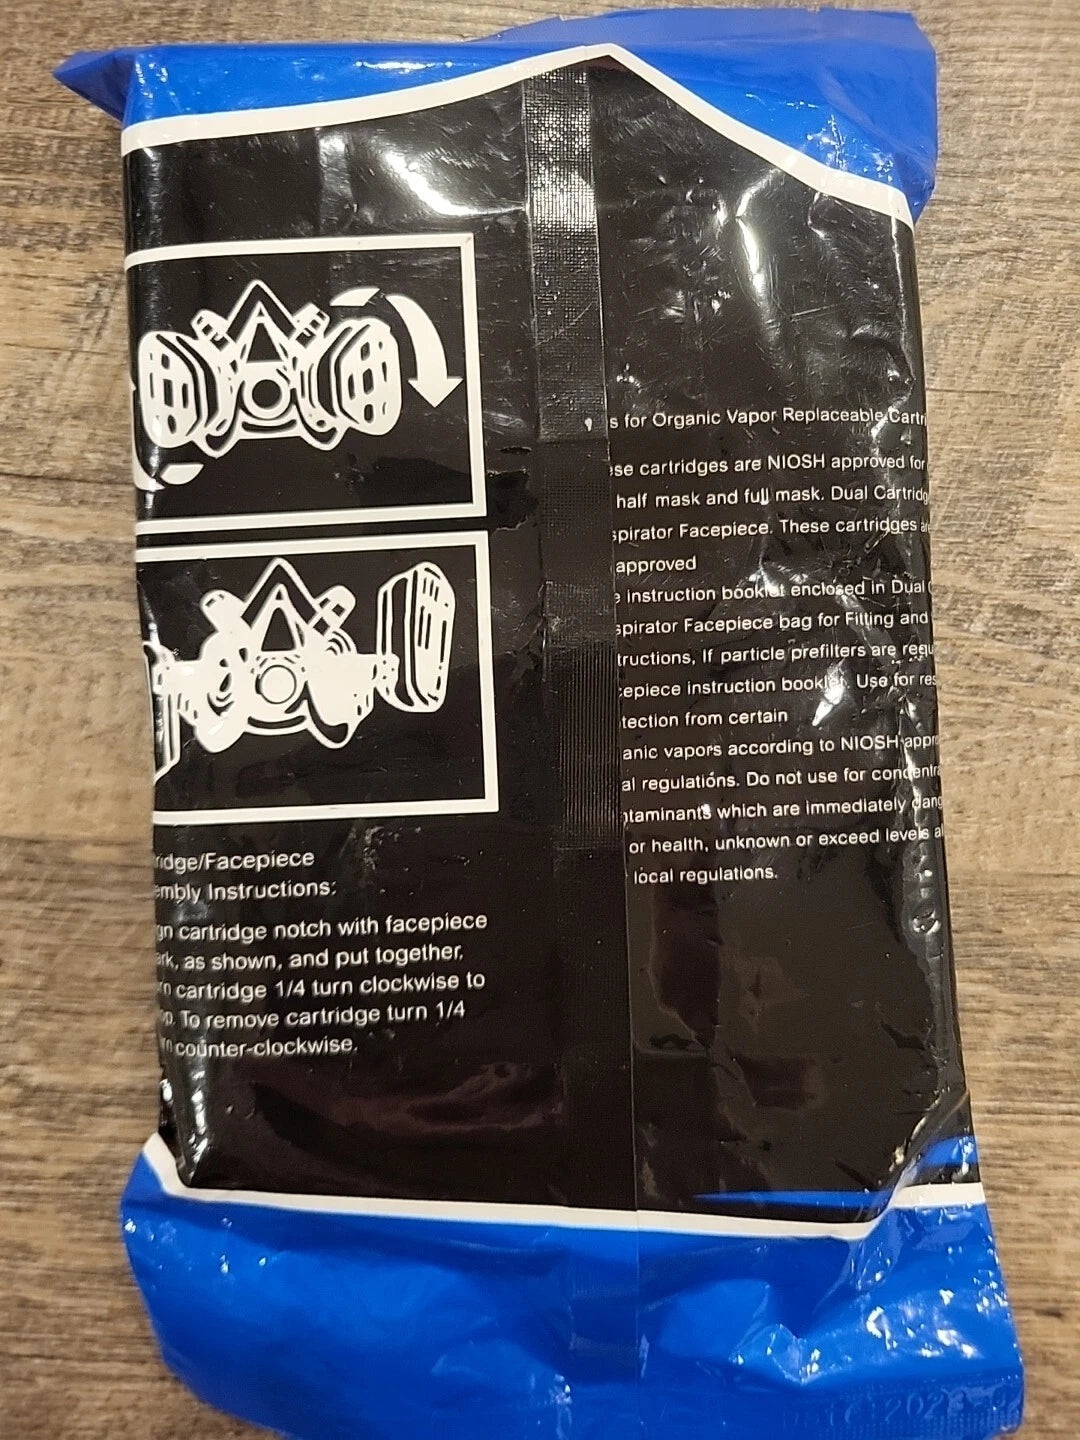 ridge/Facepiece
embly Instructions:
gn cartridge notch with facepiece
ark, as shown, and put together,
n cartridge 1/4 turn clockwise to
op. To remove cartridge turn 1/4
n counter-clockwise.
s for Organic Vapor Replaceable Cartri
se cartridges are NIOSH approved for
half mask and full mask. Dual Cartridg
spirator Facepiece. These cartridges are
approved
e instruction booklet enclosed in Dual
spirator Facepiece bag for Fitting and
tructions, If particle prefilters are requ
cepiece instruction booklet. Use for res
tection from certain
anic vapors according to NIOSH appr
al regulations. Do not use for concentra
ntaminants which are immediately dang
or health, unknown or exceed levels al
local regulations.